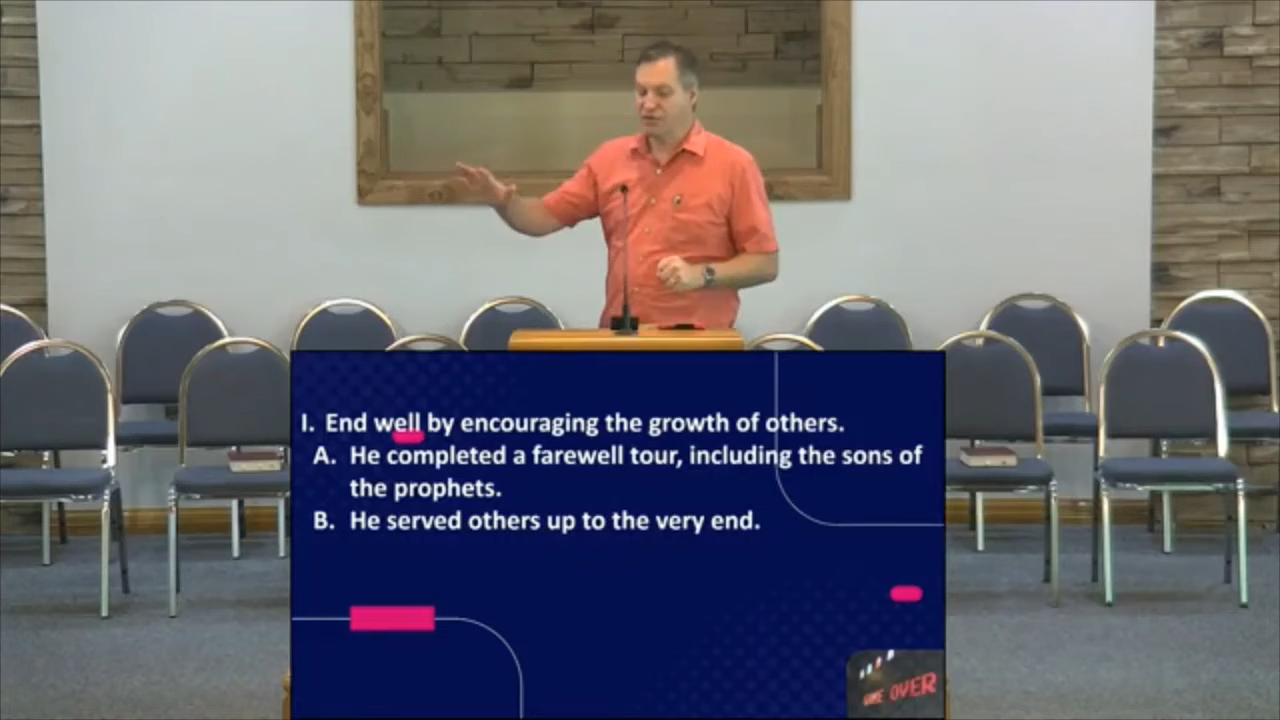 I. End well by encouraging the growth of others.
A. He completed a farewell tour, including the sons of
the prophets.
B. He served others up to the very end.
OVER